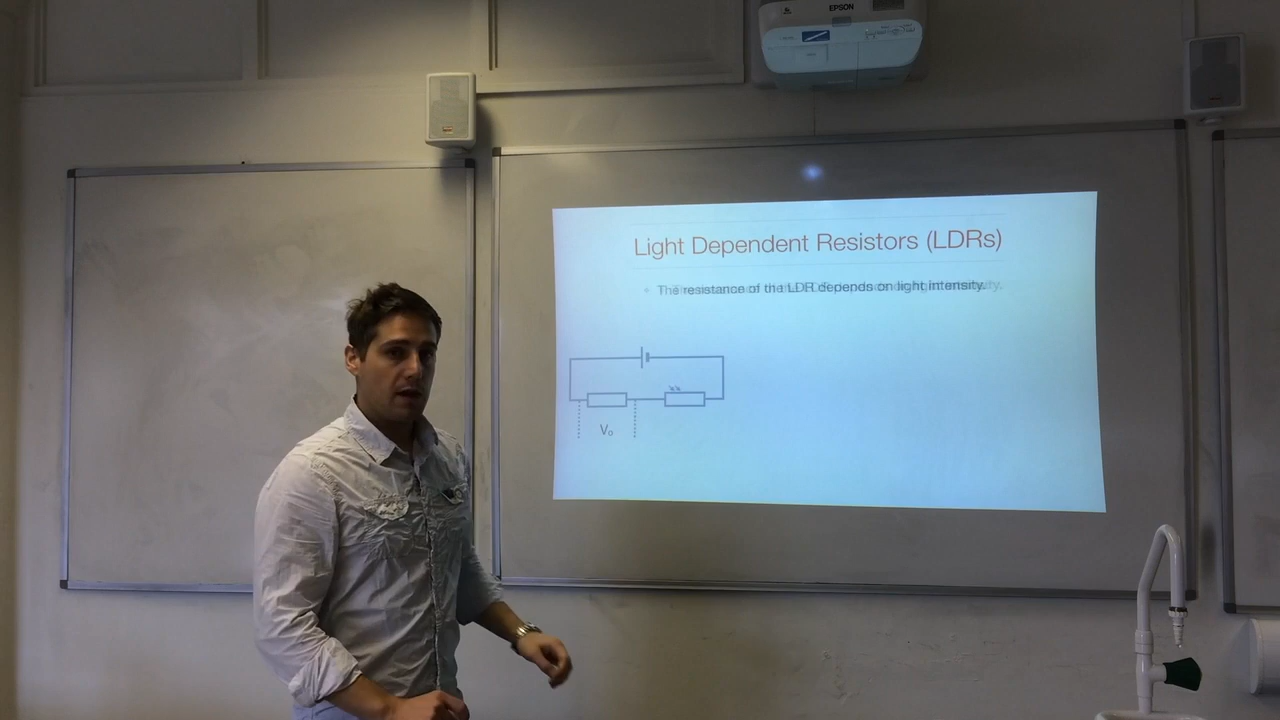 EPSON
Light Dependent Resistors (LDRs)
The resistance of the LDR depends on light intensity.
Vₒ